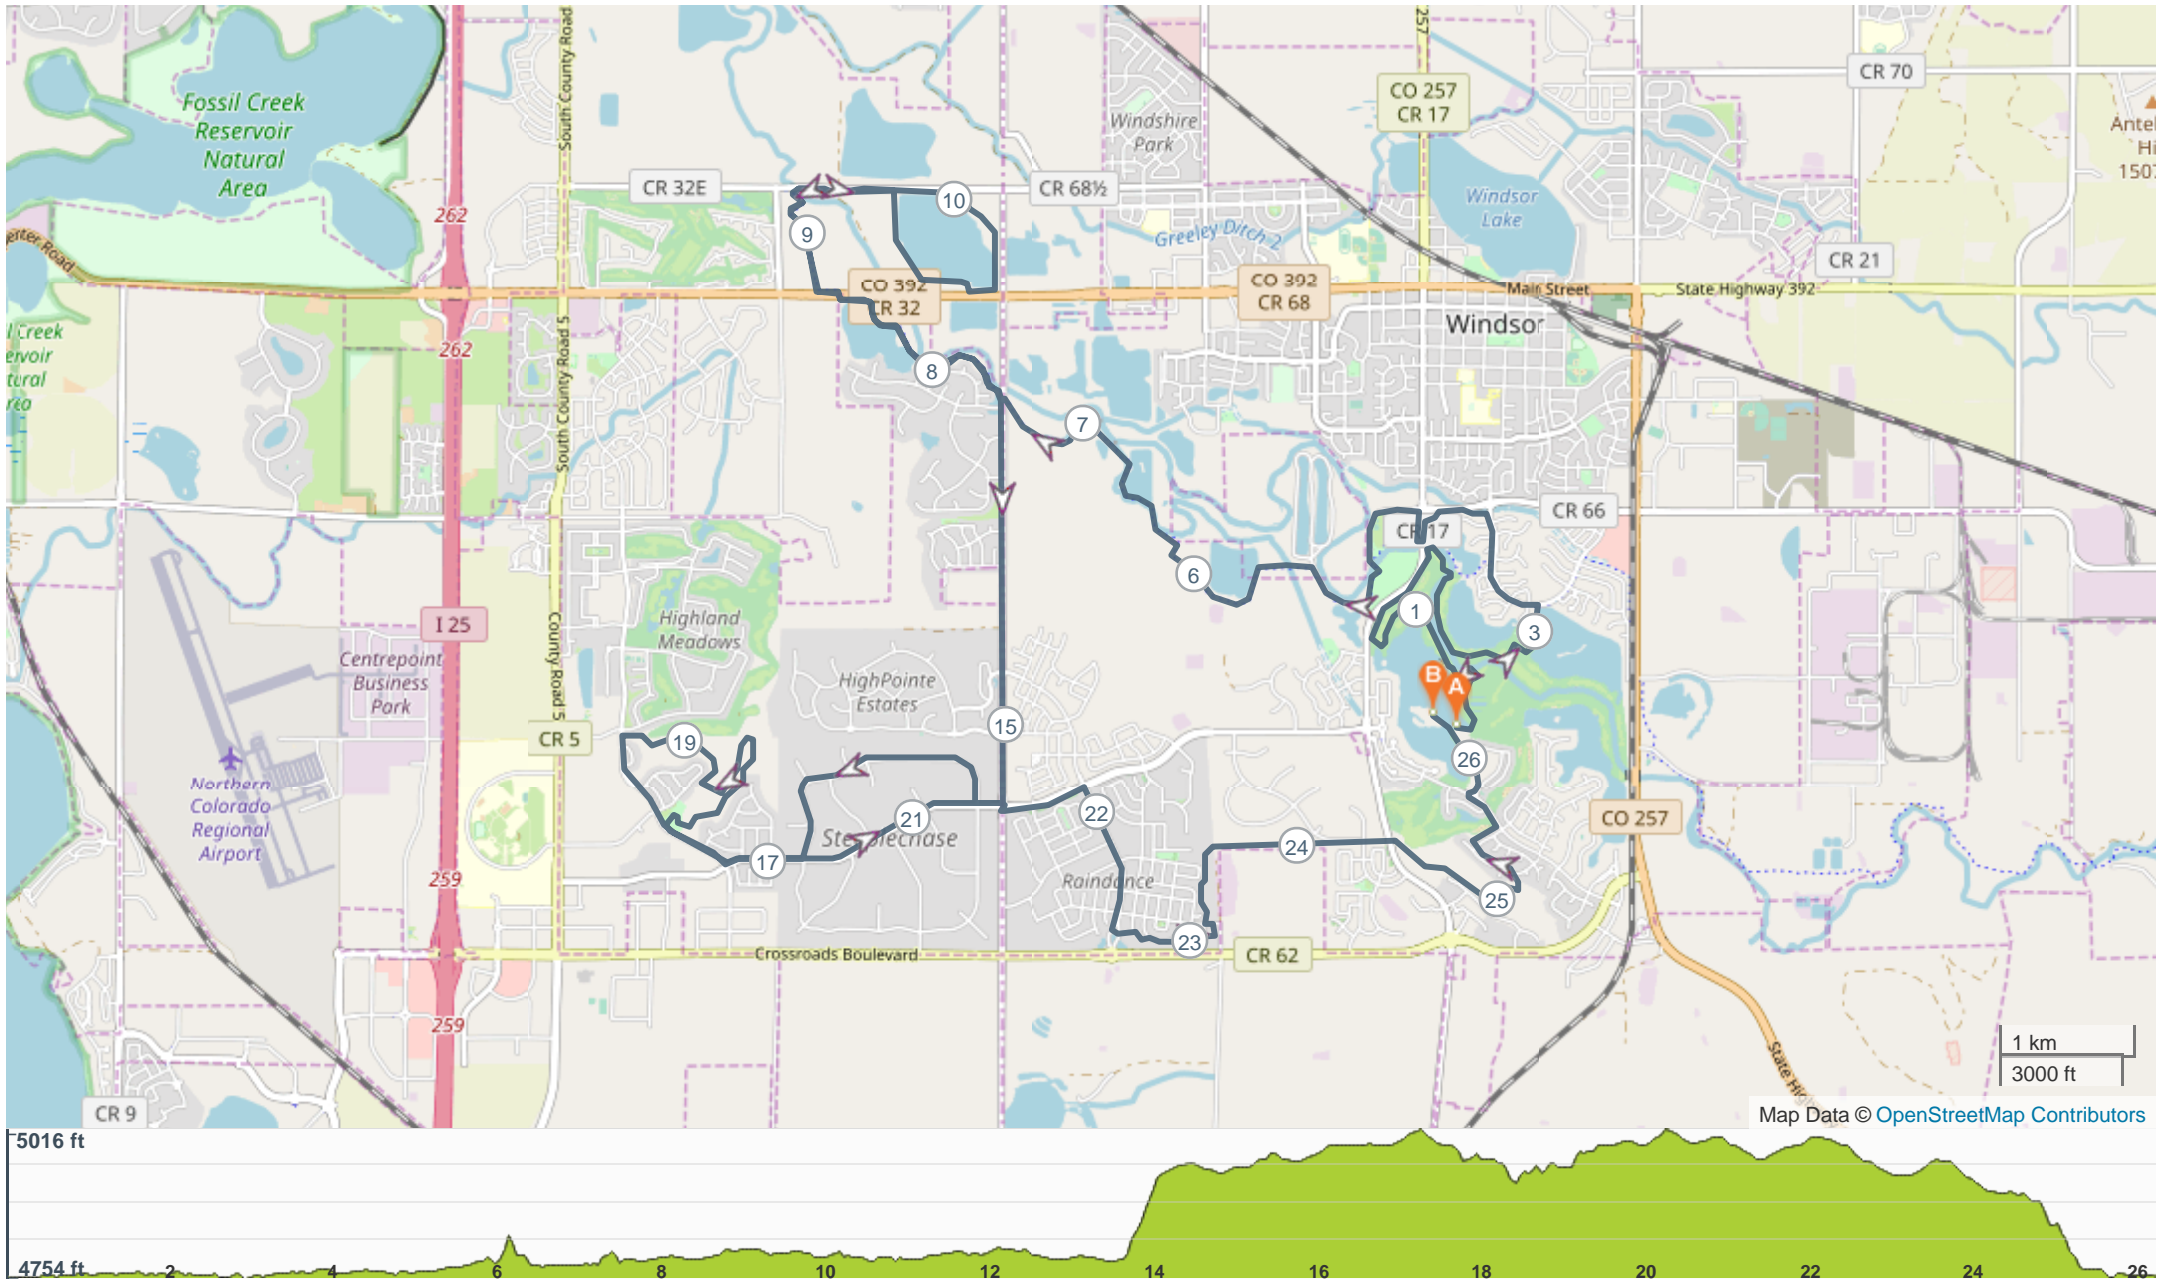 South County Road
257
CR 70
Fossil Creek
Reservoir
Natural
Area
CO 257
CR 17
Windshire
Park
Hi
CR 32E
CR 68½
Windsor
Lake
262
9
10
Greeley Ditch 2
CR 21
Road
CO 392
CR 32
CO 392
CR 68
Main Street
State Highway 392
Windsor
262
South County Road 5
8
7
CR 66
CR 17
6
1
3
Highland
Meadows
I 25
Centrepoint
Business
Park
County Road 5
HighPointe
Estates
B
A
15
CR 5
19
26
Northern
Colorado
Regional
Airport
21
22
CO 257
17
24
Raindance
259
25
23
Crossroads Boulevard
CR 62
259
1 km
3000 ft
CR 9
Map Data © OpenStreetMap Contributors
5016 ft
4754 ft
2
4
6
8
10
12
14
16
18
20
22
24
26